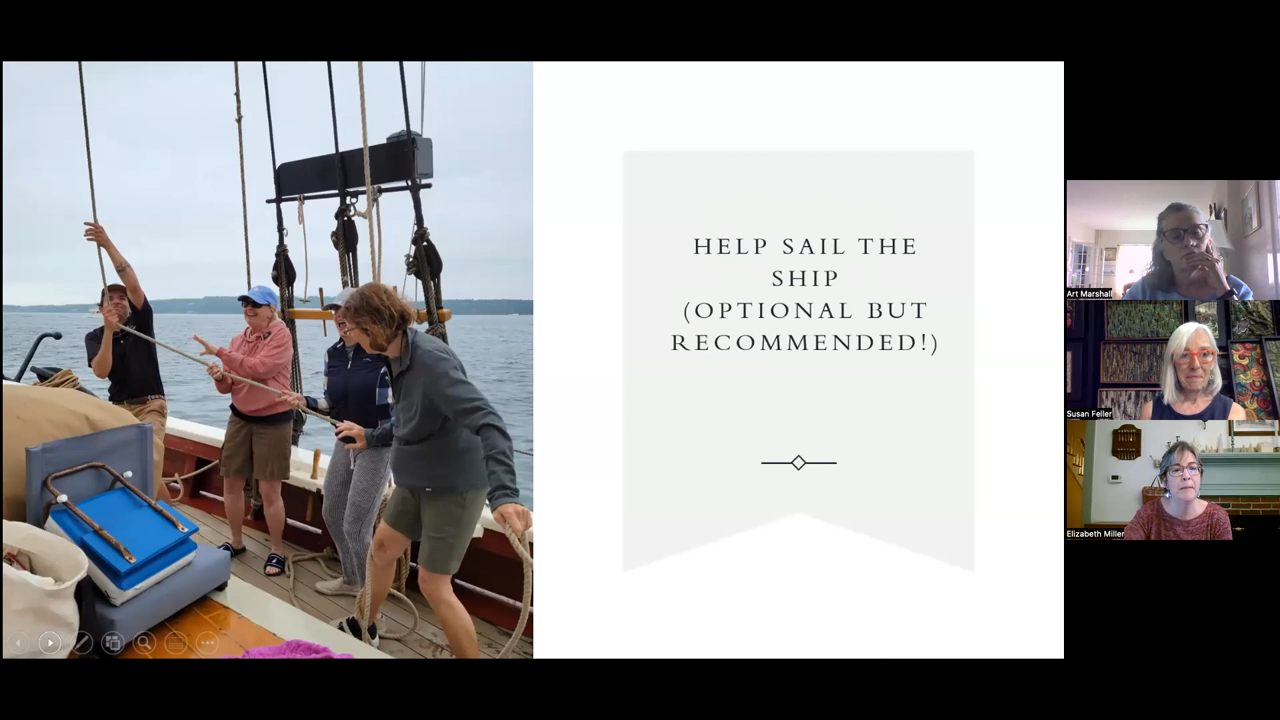 HELP SAIL THE
SHIP
(OPTIONAL BUT
RECOMMENDED!)
Art Marshall
Susan Feller
Elizabeth Miller